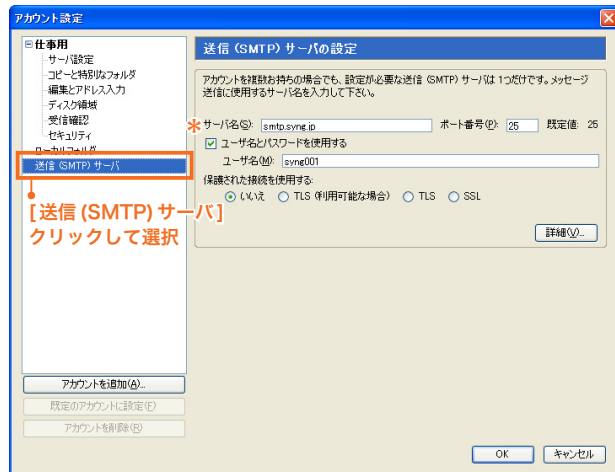 アカウント設定
仕事用
サーバ設定
コピーと特別なフォルダ
編集とアドレス入力
ディスク領域
受信確認
セキュリティ
ローカルフォルダ
送信 (SMTP) サーバ
[送信 (SMTP) サーバ]
クリックして選択
アカウントを追加(A)...
既定のアカウントに設定(F)
アカウントを削除(R)
送信 (SMTP) サーバの設定
アカウントを複数お持ちの場合でも、設定が必要な送信 (SMTP) サーバは 1つだけです。メッセージ
送信に使用するサーバ名を入力して下さい。
*サーバ名(S): smtp.syng.jp ポート番号(P): 25 既定値: 25
ユーザ名とパスワードを使用する
ユーザ名(M): syng001
保護された接続を使用する:
いいえ TLS (利用可能な場合) TLS SSL
詳細(V)...
OK キャンセル